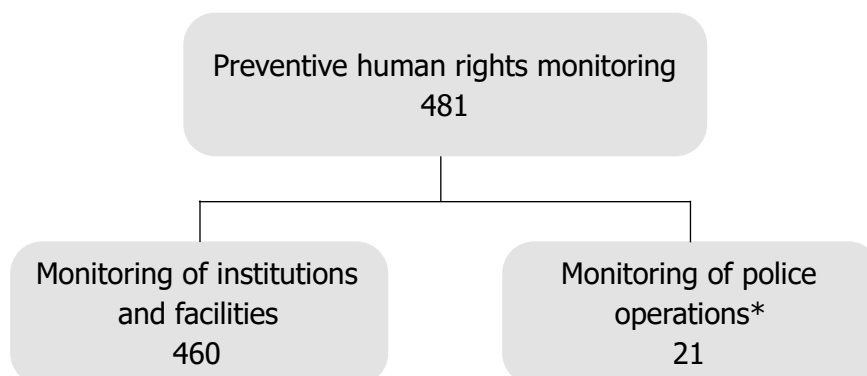 Preventive human rights monitoring
481
Monitoring of institutions
and facilities
460
Monitoring of police
operations*
21